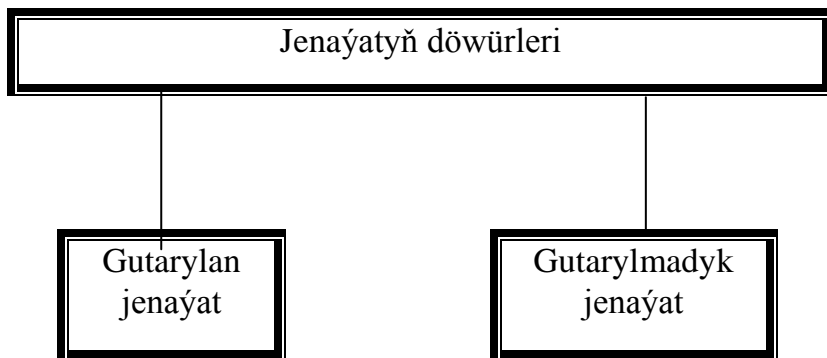 Jenaýatyň döwürleri
Gutarylan
jenaýat
Gutarylmadyk
jenaýat